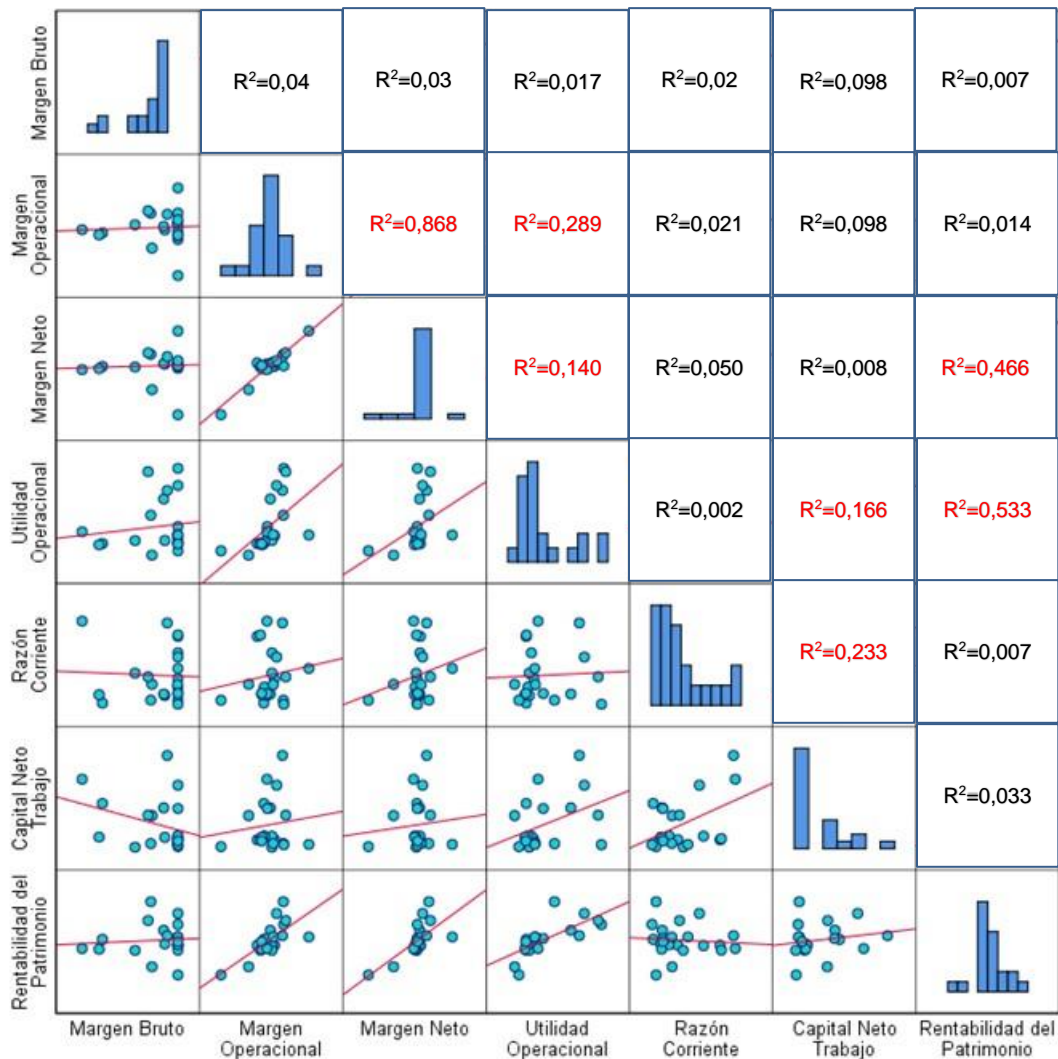 Margen Bruto
R²=0,04
R²=0,03
R²=0,017
R²=0,02
R²=0,098
R²=0,007
Margen
Operacional
R²=0,868
R²=0,289
R²=0,021
R²=0,098
R²=0,014
Margen Neto
R²=0,140
R²=0,050
R²=0,008
R²=0,466
Utilidad
Operacional
R²=0,002
R²=0,166
R²=0,533
Razón
Corriente
R²=0,233
R²=0,007
Capital Neto
Trabajo
R²=0,033
Rentabilidad del
Patrimonio
Margen Bruto
Margen
Operacional
Margen Neto
Utilidad
Operacional
Razón
Corriente
Capital Neto
Trabajo
Rentabilidad del
Patrimonio